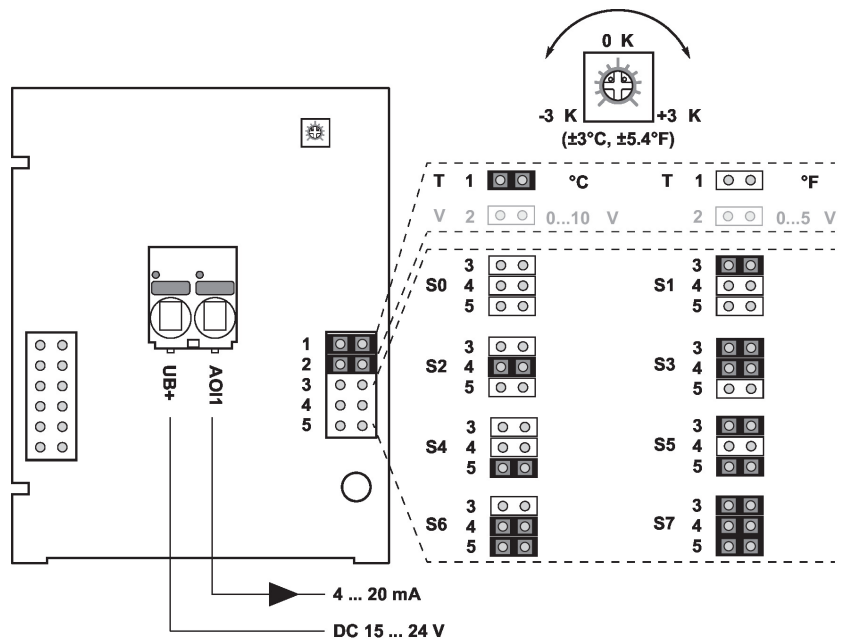 0 K
-3 K +3 K
(±3°C, ±5.4°F)
T 1 °C T 1 °F
V 2 0...10 V 2 0...5 V
S0 3 4 5
S1 3 4 5
S2 3 4 5
S3 3 4 5
S4 3 4 5
S5 3 4 5
S6 3 4 5
S7 3 4 5
1
2
3
4
5
UB+
AOI1
4 ... 20 mA
DC 15 ... 24 V